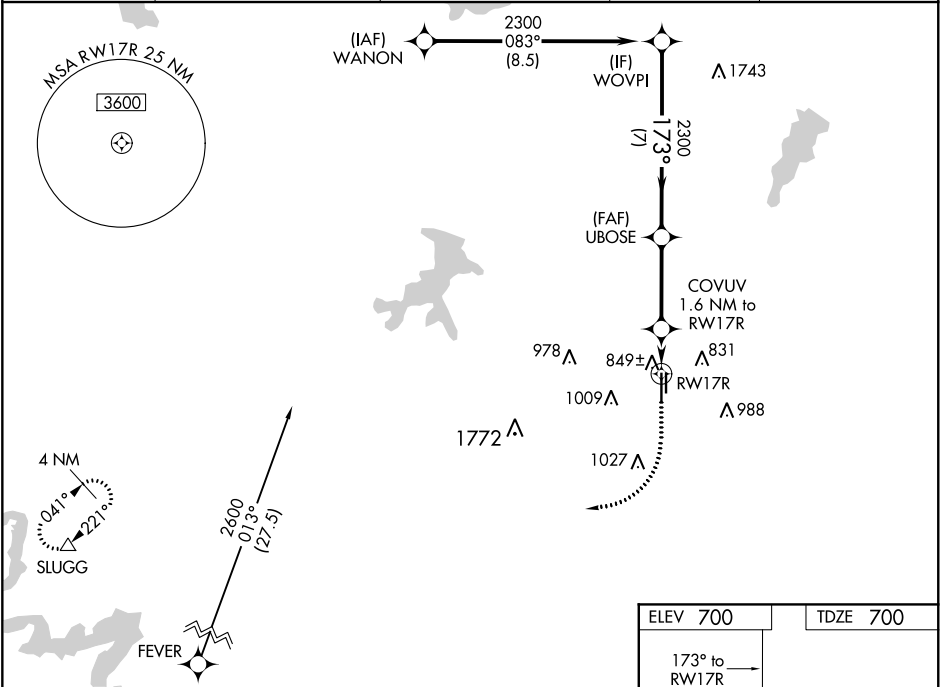 MSA RW17R 25 NM
3600
(IAF)
WANON
2300
083°
(8.5)
(IF)
WOVPI
1743
2300
173°
(7)
(FAF)
UBOSE
COVUV
1.6 NM to
RW17R
978
849±
831
RW17R
1009
988
1772
1027
4 NM
041°
221°
SLUGG
2600
013°
(27.5)
FEVER
ELEV 700
TDZE 700
173° to
RW17R